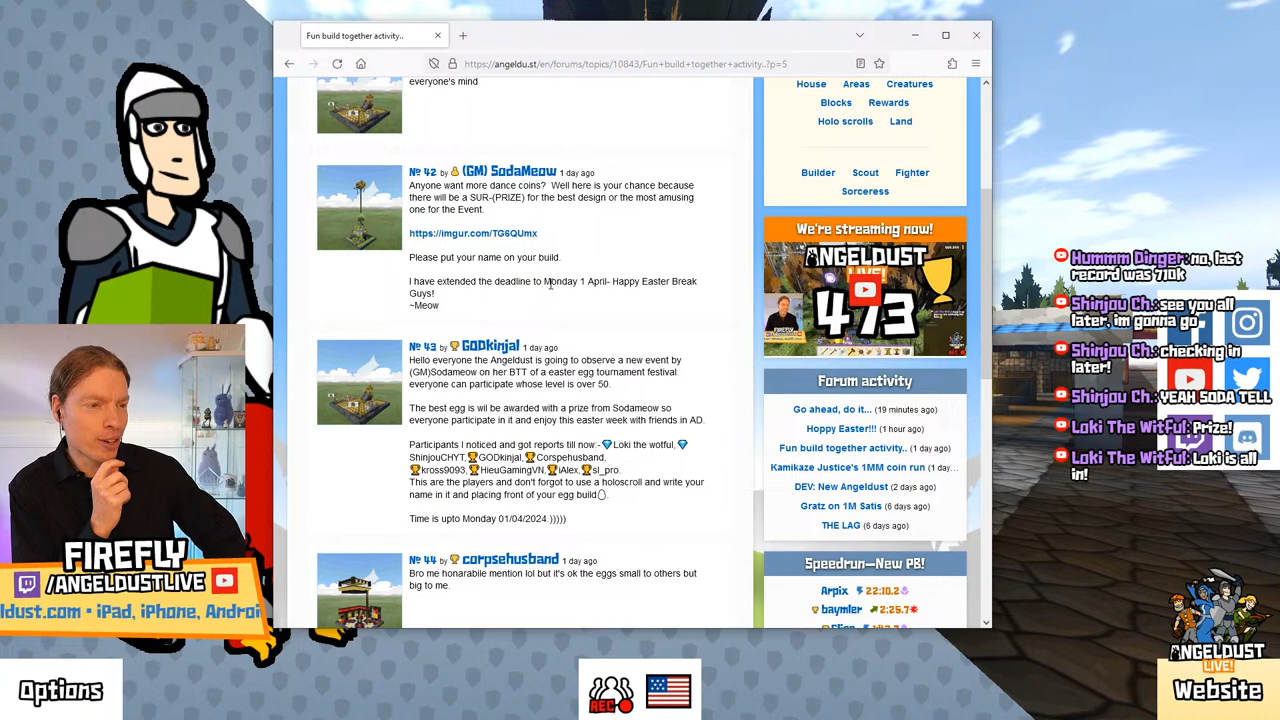 Fun build together activity..
https://angeldu.st/en/forums/topics/10843/Fun+build+together+activity..?p=5
everyone's mind
№ 42 by (GM) SodaMeow 1 day ago
Anyone want more dance coins? Well here is your chance because
there will be a SUR-(PRIZE) for the best design or the most amusing
one for the Event.
https://imgur.com/TG6QUmx
Please put your name on your build.
I have extended the deadline to Monday 1 April- Happy Easter Break
Guys!
~Meow
№ 43 by GODkinjal 1 day ago
Hello everyone the Angeldust is going to observe a new event by
(GM)Sodameow on her BTT of a easter egg tournament festival
everyone can participate whose level is over 50.
The best egg is wil be awarded with a prize from Sodameow so
everyone participate in it and enjoy this easter week with friends in AD.
Participants I noticed and got reports till now:-💎Loki the wotful,💎
ShinjouCHYT,🏆GODkinjal,🏆Corpsehusband,
🏆kross9093,🏆HieuGamingVN,🏆iAlex,🏆sl_pro.
This are the players and don't forgot to use a holoscroll and write your
name in it and placing front of your egg build🥚.
Time is upto Monday 01/04/2024.)))))
№ 44 by corpsehusband 1 day ago
Bro me honarabile mention lol but it's ok the eggs small to others but
big to me.
House Areas Creatures
Blocks Rewards
Holo scrolls Land
Builder Scout Fighter
Sorceress
We're streaming now!
ANGELDUST
LIVE!
473
FIREFLY
Forum activity
Go ahead, do it... (19 minutes ago)
Hoppy Easter!!! (1 hour ago)
Fun build together activity.. (1 day ago)
Kamikaze Justice's 1MM coin run (1 day…
DEV: New Angeldust (2 days ago)
Gratz on 1M Satis (6 days ago)
THE LAG (6 days ago)
Speedrun—New PB!
Arpix 22:10.2
baymler 2:25.7
Hummm Dinger: no, last
record was 710k
Shinjou Ch.: see you all
later, im gonna go
Shinjou Ch.: checking in
later!
Shinjou Ch.: YEAH SODA TELL
Loki The Witful: Prize!
Loki The Witful: Loki is all
in!
FIREFLY
/ANGELDUSTLIVE
ldust.com • iPad, iPhone, Androi
Options
REC
ANGELDUST
LIVE!
Website